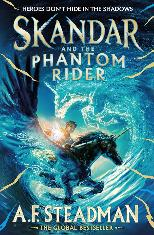 HEROES DON'T HIDE IN THE SHADOWS
SKANDAR
AND THE
PHANTOM
RIDER
A.F. STEADMAN
THE GLOBAL BESTSELLER